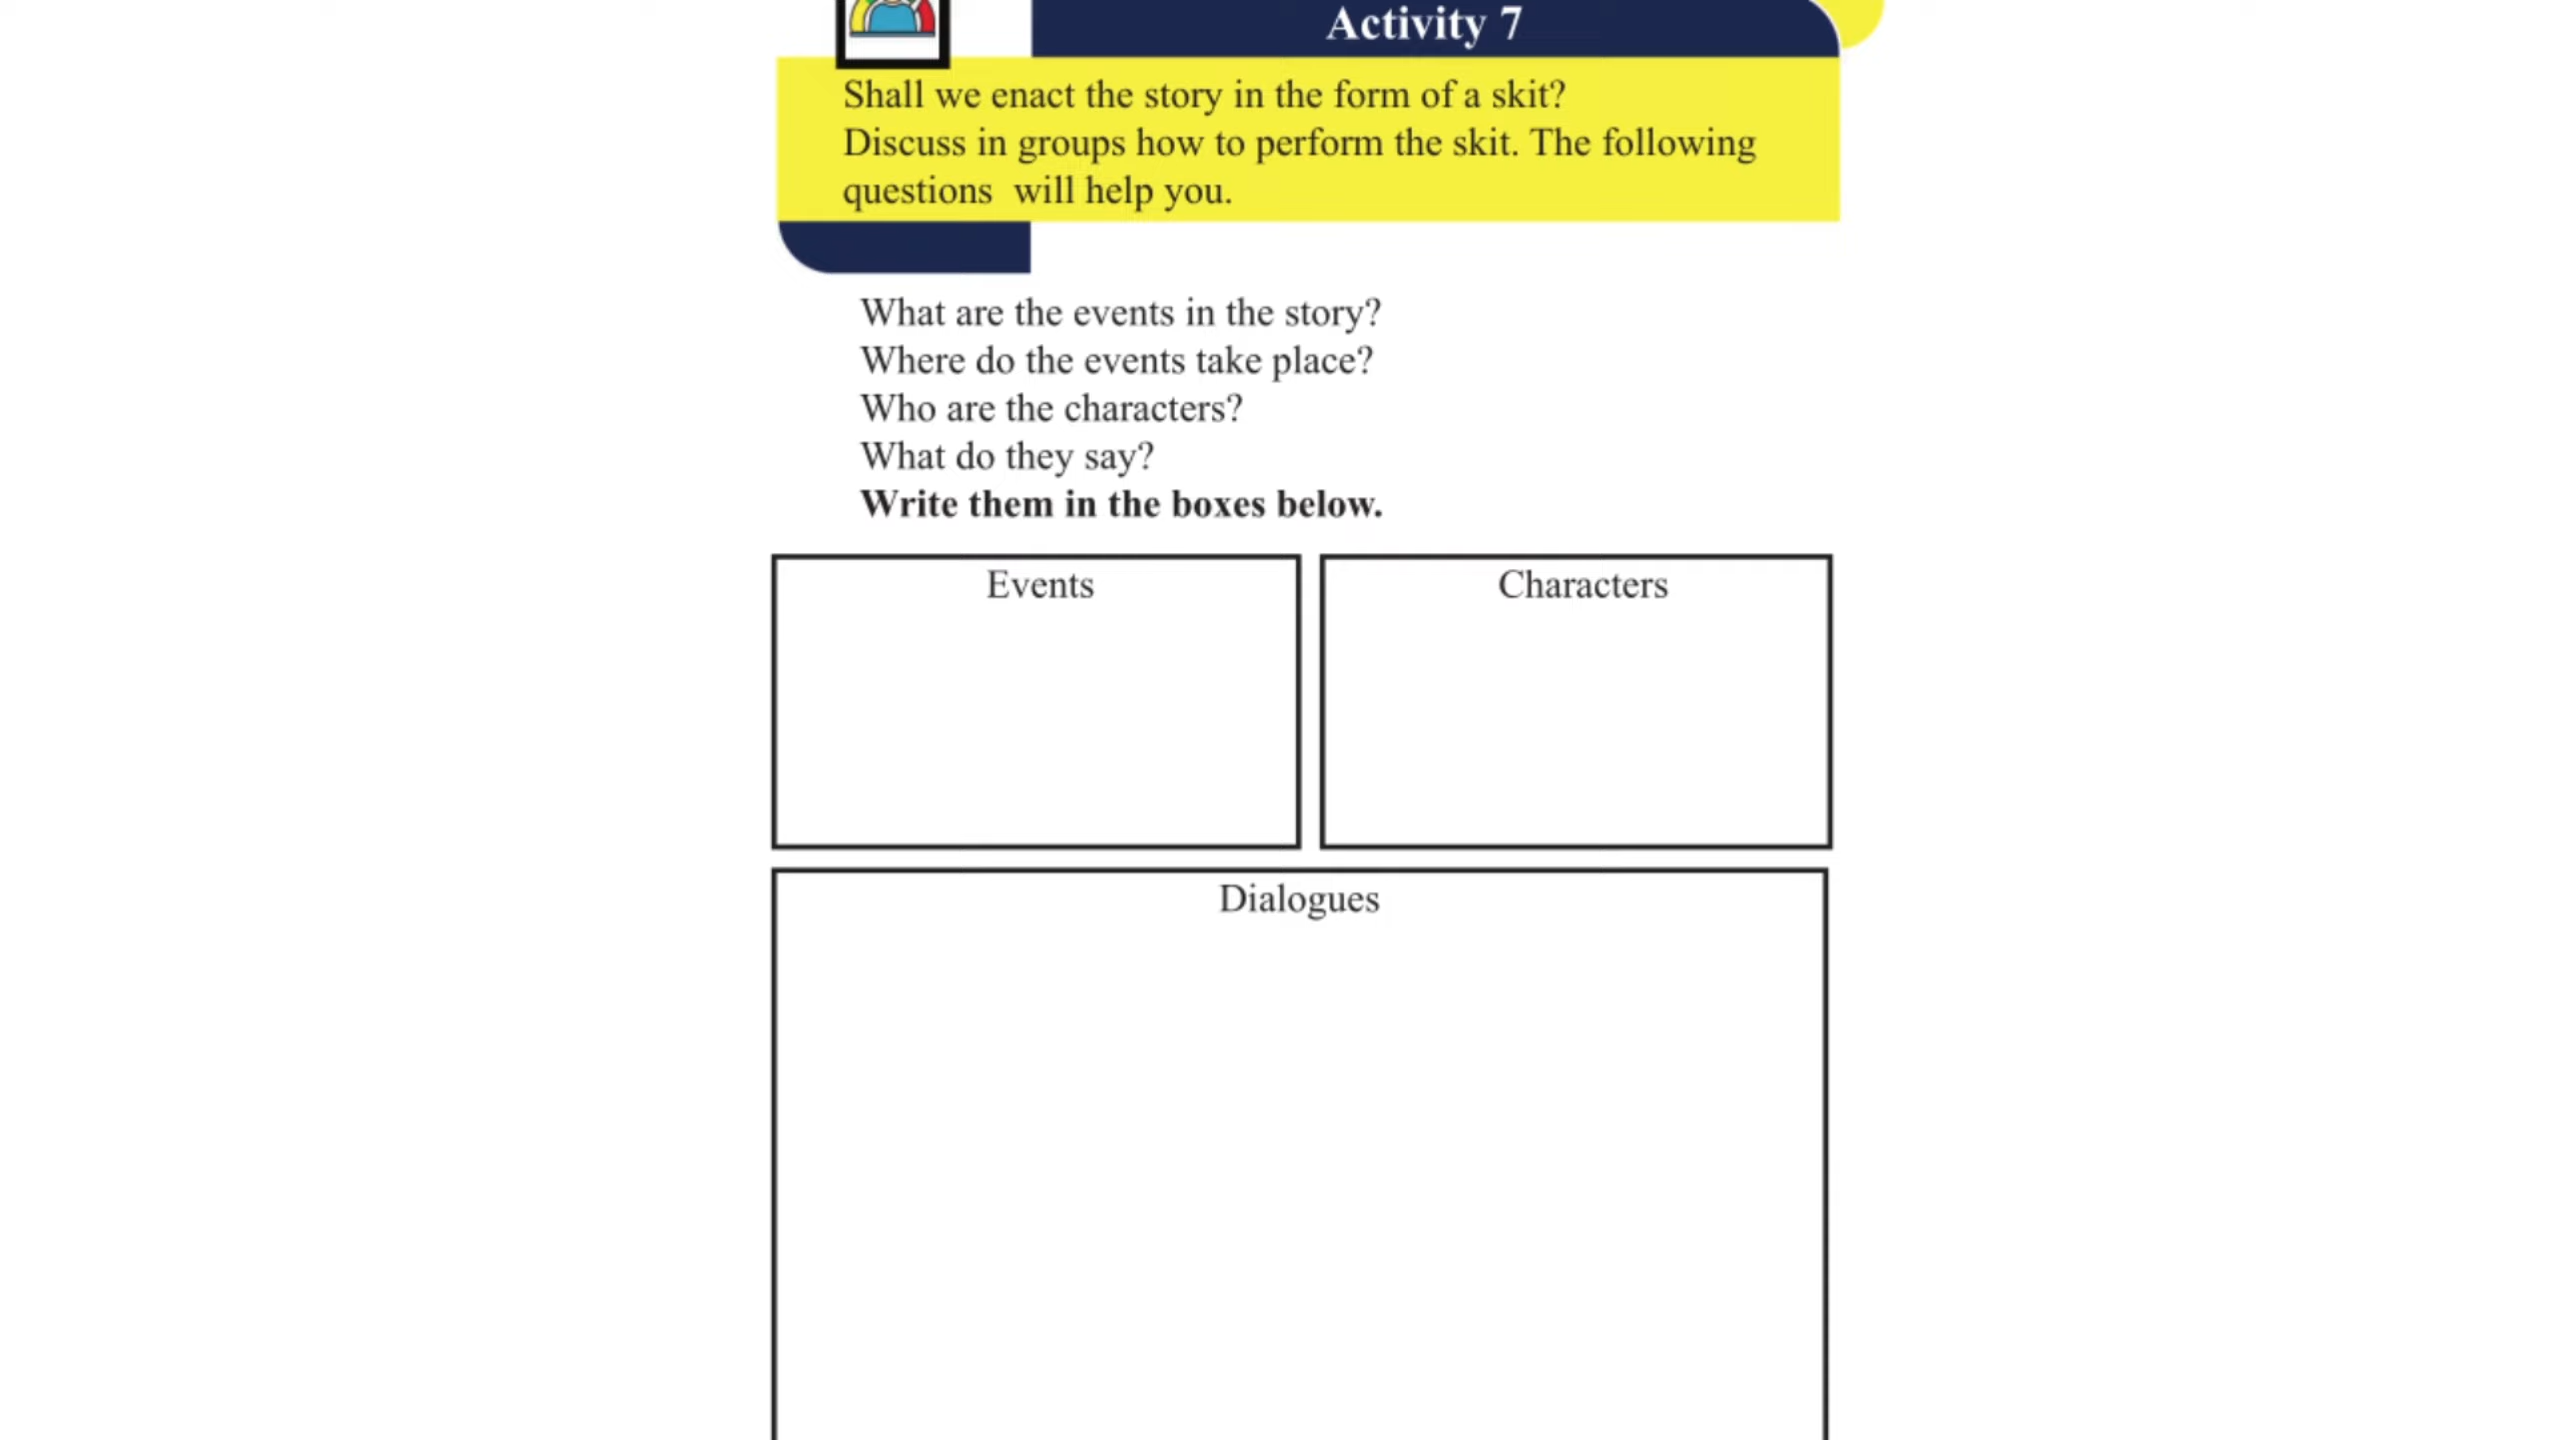 Activity 7
Shall we enact the story in the form of a skit?
Discuss in groups how to perform the skit. The following
questions  will help you.
What are the events in the story?
Where do the events take place?
Who are the characters?
What do they say?
Write them in the boxes below.
Events
Characters
Dialogues